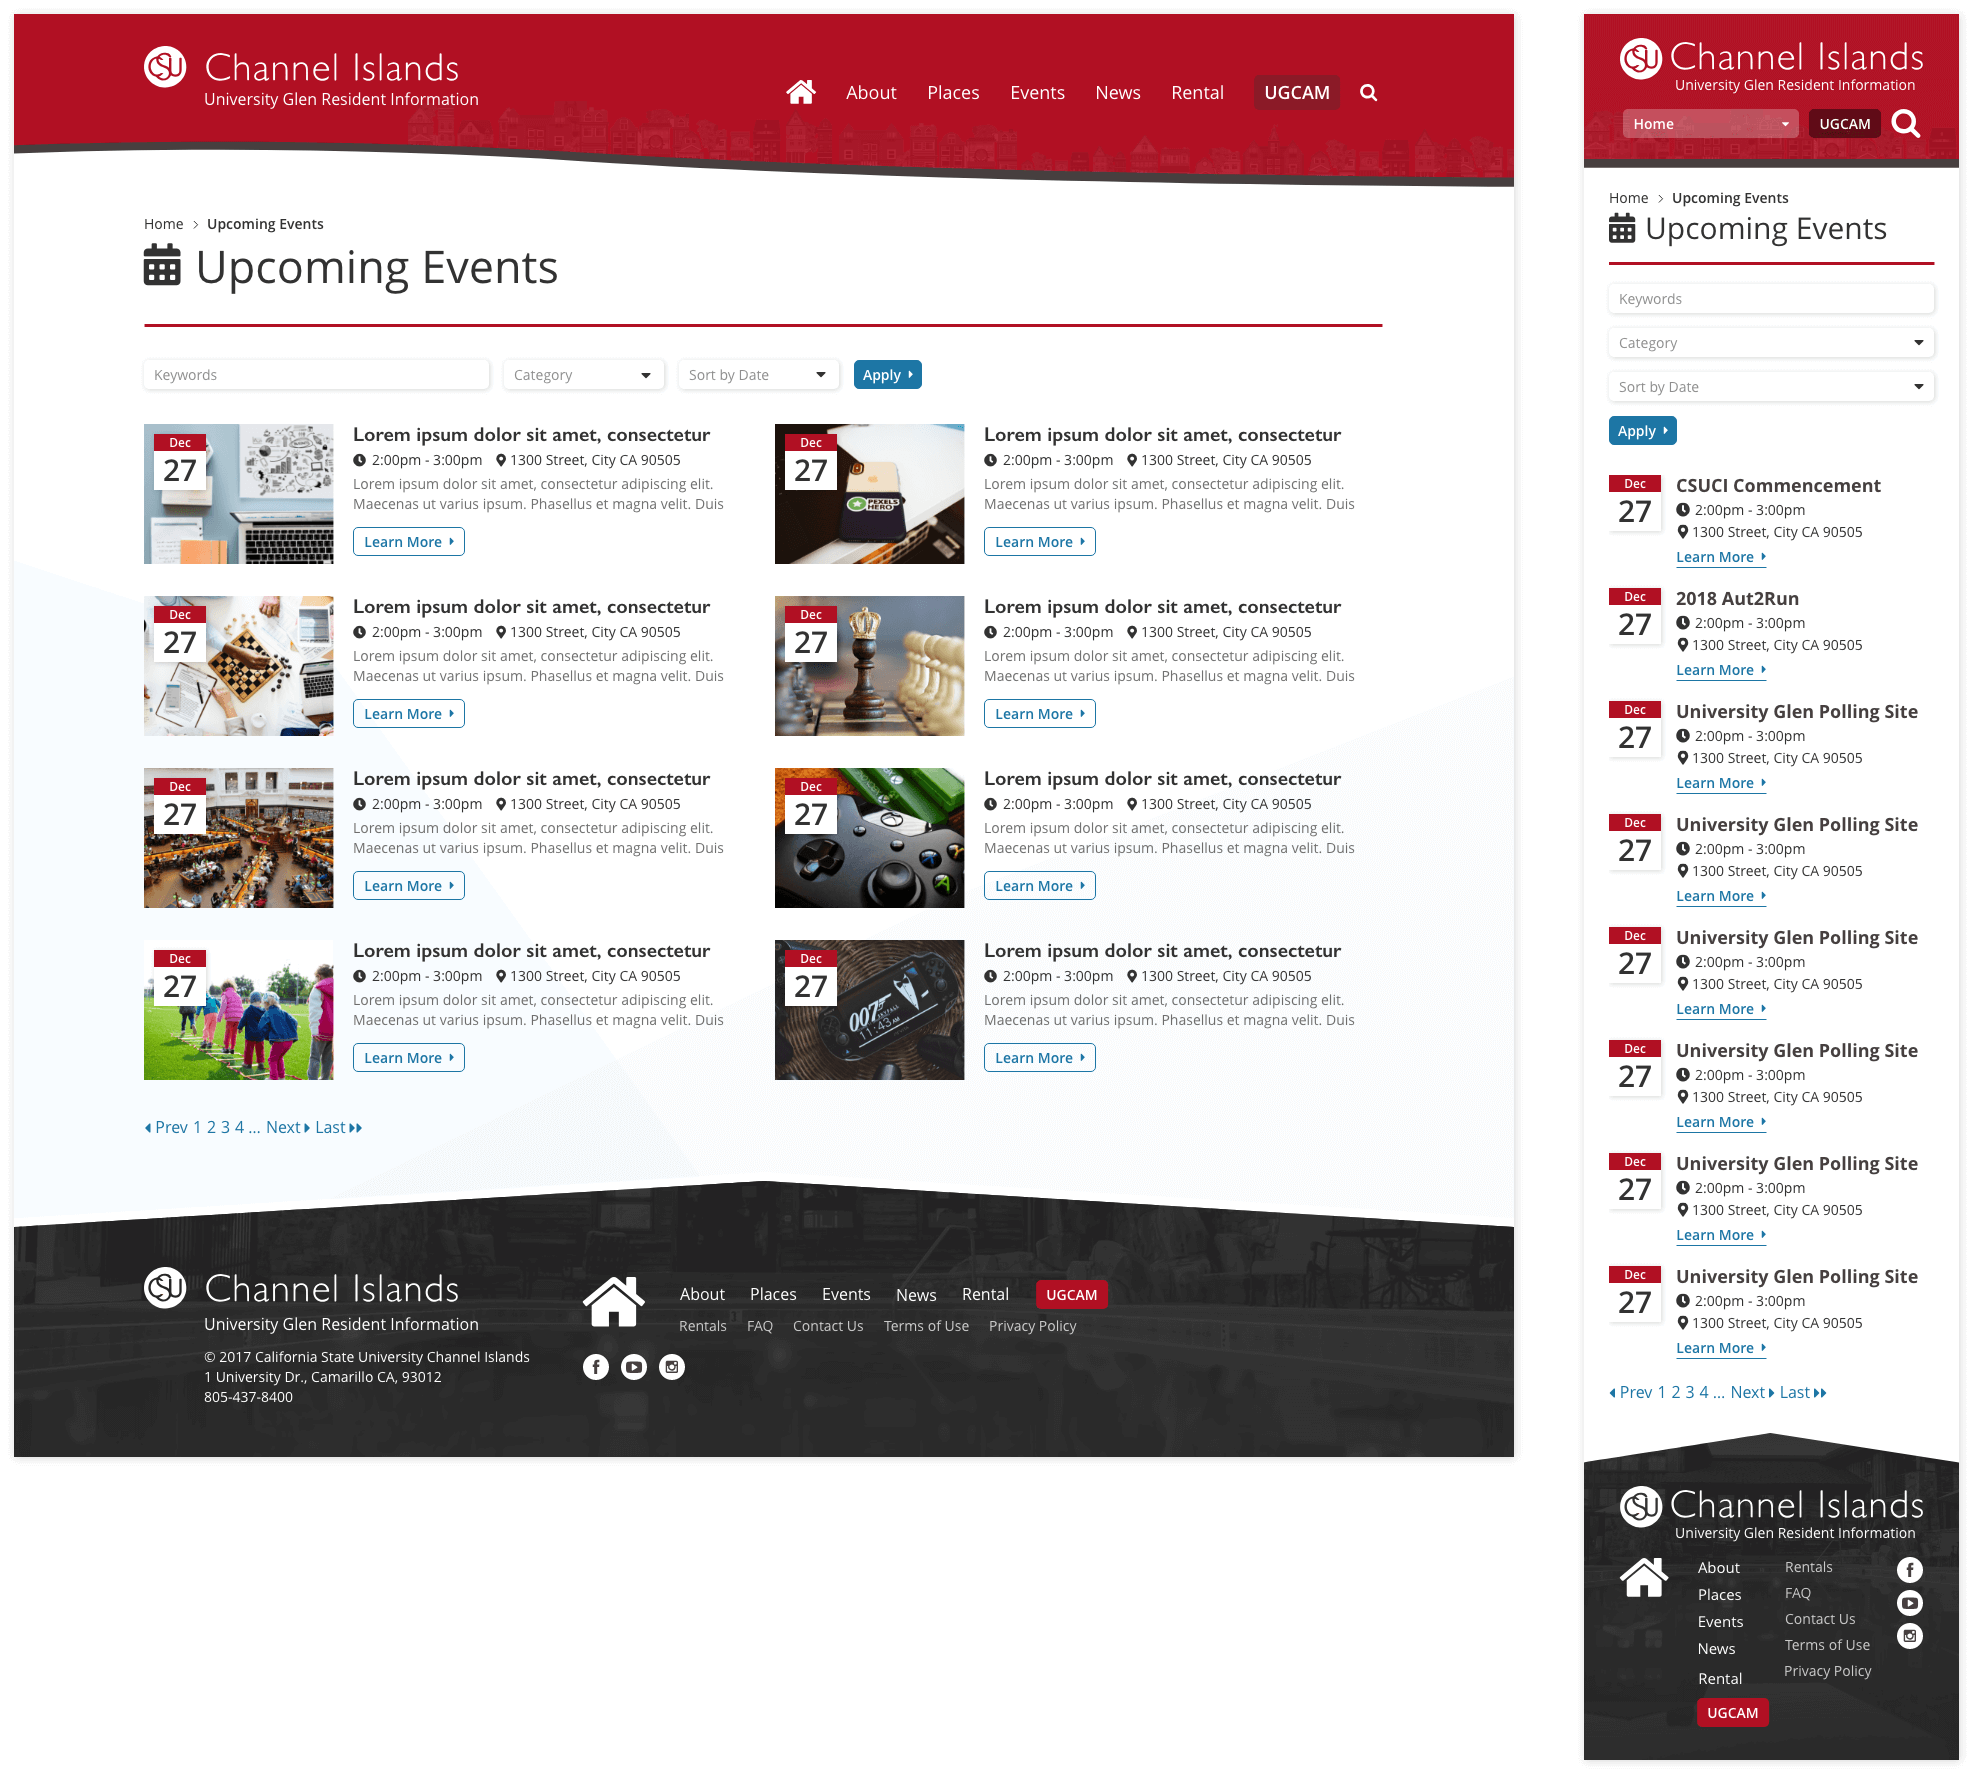 CSU Channel Islands
University Glen Resident Information
About Places Events News Rental UGCAM
Home > Upcoming Events
Upcoming Events
Keywords Category Sort by Date Apply
Dec
27
Lorem ipsum dolor sit amet, consectetur
2:00pm - 3:00pm 1300 Street, City CA 90505
Lorem ipsum dolor sit amet, consectetur adipiscing elit.
Maecenas ut varius ipsum. Phasellus et magna velit. Duis
Learn More
Dec
27
PEXELS
HERO
Lorem ipsum dolor sit amet, consectetur
2:00pm - 3:00pm 1300 Street, City CA 90505
Lorem ipsum dolor sit amet, consectetur adipiscing elit.
Maecenas ut varius ipsum. Phasellus et magna velit. Duis
Learn More
Dec
27
Lorem ipsum dolor sit amet, consectetur
2:00pm - 3:00pm 1300 Street, City CA 90505
Lorem ipsum dolor sit amet, consectetur adipiscing elit.
Maecenas ut varius ipsum. Phasellus et magna velit. Duis
Learn More
Dec
27
Lorem ipsum dolor sit amet, consectetur
2:00pm - 3:00pm 1300 Street, City CA 90505
Lorem ipsum dolor sit amet, consectetur adipiscing elit.
Maecenas ut varius ipsum. Phasellus et magna velit. Duis
Learn More
Dec
27
Lorem ipsum dolor sit amet, consectetur
2:00pm - 3:00pm 1300 Street, City CA 90505
Lorem ipsum dolor sit amet, consectetur adipiscing elit.
Maecenas ut varius ipsum. Phasellus et magna velit. Duis
Learn More
Dec
27
Lorem ipsum dolor sit amet, consectetur
2:00pm - 3:00pm 1300 Street, City CA 90505
Lorem ipsum dolor sit amet, consectetur adipiscing elit.
Maecenas ut varius ipsum. Phasellus et magna velit. Duis
Learn More
Dec
27
Lorem ipsum dolor sit amet, consectetur
2:00pm - 3:00pm 1300 Street, City CA 90505
Lorem ipsum dolor sit amet, consectetur adipiscing elit.
Maecenas ut varius ipsum. Phasellus et magna velit. Duis
Learn More
Dec
27
007
11:43 AM
Lorem ipsum dolor sit amet, consectetur
2:00pm - 3:00pm 1300 Street, City CA 90505
Lorem ipsum dolor sit amet, consectetur adipiscing elit.
Maecenas ut varius ipsum. Phasellus et magna velit. Duis
Learn More
Prev 1 2 3 4 ... Next Last
CSU Channel Islands
University Glen Resident Information
© 2017 California State University Channel Islands
1 University Dr., Camarillo CA, 93012
805-437-8400
About Places Events News Rental UGCAM
Rentals FAQ Contact Us Terms of Use Privacy Policy
CSU Channel Islands
University Glen Resident Information
Home UGCAM
Home > Upcoming Events
Upcoming Events
Keywords
Category
Sort by Date
Apply
Dec
27
CSUCI Commencement
2:00pm - 3:00pm
1300 Street, City CA 90505
Learn More
Dec
27
2018 Aut2Run
2:00pm - 3:00pm
1300 Street, City CA 90505
Learn More
Dec
27
University Glen Polling Site
2:00pm - 3:00pm
1300 Street, City CA 90505
Learn More
Dec
27
University Glen Polling Site
2:00pm - 3:00pm
1300 Street, City CA 90505
Learn More
Dec
27
University Glen Polling Site
2:00pm - 3:00pm
1300 Street, City CA 90505
Learn More
Dec
27
University Glen Polling Site
2:00pm - 3:00pm
1300 Street, City CA 90505
Learn More
Dec
27
University Glen Polling Site
2:00pm - 3:00pm
1300 Street, City CA 90505
Learn More
Dec
27
University Glen Polling Site
2:00pm - 3:00pm
1300 Street, City CA 90505
Learn More
Prev 1 2 3 4 ... Next Last
CSU Channel Islands
University Glen Resident Information
About
Places
Events
News
Rental
UGCAM
Rentals
FAQ
Contact Us
Terms of Use
Privacy Policy